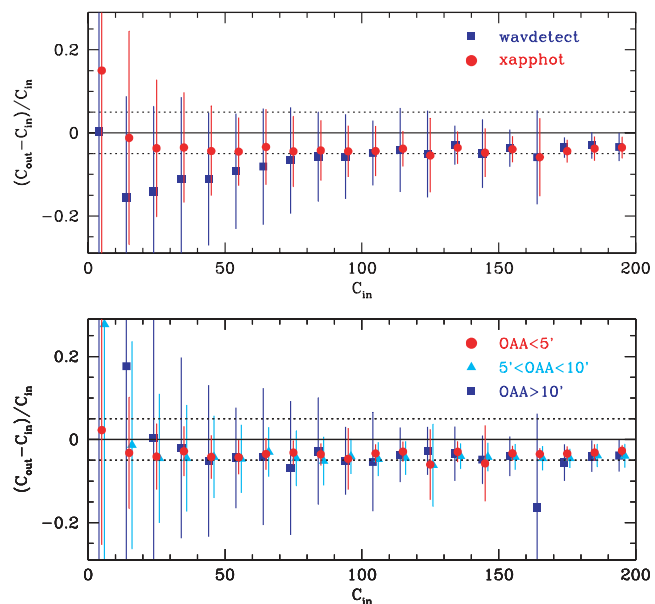 0.2
0
−0.2
(C_out−C_in)/C_in
wavdetect
xapphot
0 50 100 150 200
C_in
0.2
0
−0.2
(C_out−C_in)/C_in
OAA<5'
5'<OAA<10'
OAA>10'
0 50 100 150 200
C_in